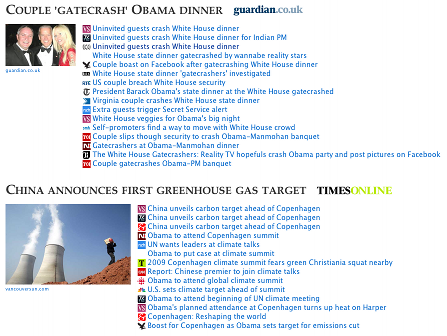 COUPLE 'GATECRASH' OBAMA DINNER guardian.co.uk
Uninvited guests crash White House dinner
Uninvited guests crash White House dinner for Indian PM
Uninvited guests crash White House dinner
White House state dinner gatecrashed by wannabe reality stars
Couple boast on Facebook after gatecrashing White House dinner
White House state dinner 'gatecrashers' investigated
US couple breach White House security
President Barack Obama's state dinner at the White House gatecrashed
Virginia couple crashes White House state dinner
Extra guests trigger Secret Service alert
White House veggies for Obama's big night
Self-promoters find a way to move with White House crowd
Couple slips though security to crash Obama-Manmohan banquet
Gatecrashers at Obama-Manmohan dinner
The White House Gatecrashers: Reality TV hopefuls crash Obama party and post pictures on Facebook
Couple gatecrashes Obama-PM banquet
guardian.co.uk
CHINA ANNOUNCES FIRST GREENHOUSE GAS TARGET TIMESONLINE
China unveils carbon target ahead of Copenhagen
China unveils carbon target ahead of Copenhagen
China unveils carbon target ahead of Copenhagen
Obama to attend Copenhagen summit
UN wants leaders at climate talks
Obama to put case at climate summit
2009 Copenhagen climate summit fears green Christiania squat nearby
Report: Chinese premier to join climate talks
Obama to attend global climate summit
U.S. sets climate target ahead of summit
Obama to attend beginning of UN climate meeting
Obama's planned attendance at Copenhagen turns up heat on Harper
Copenhagen: Reshaping the world
Boost for Copenhagen as Obama sets target for emissions cut
vancouversun.com